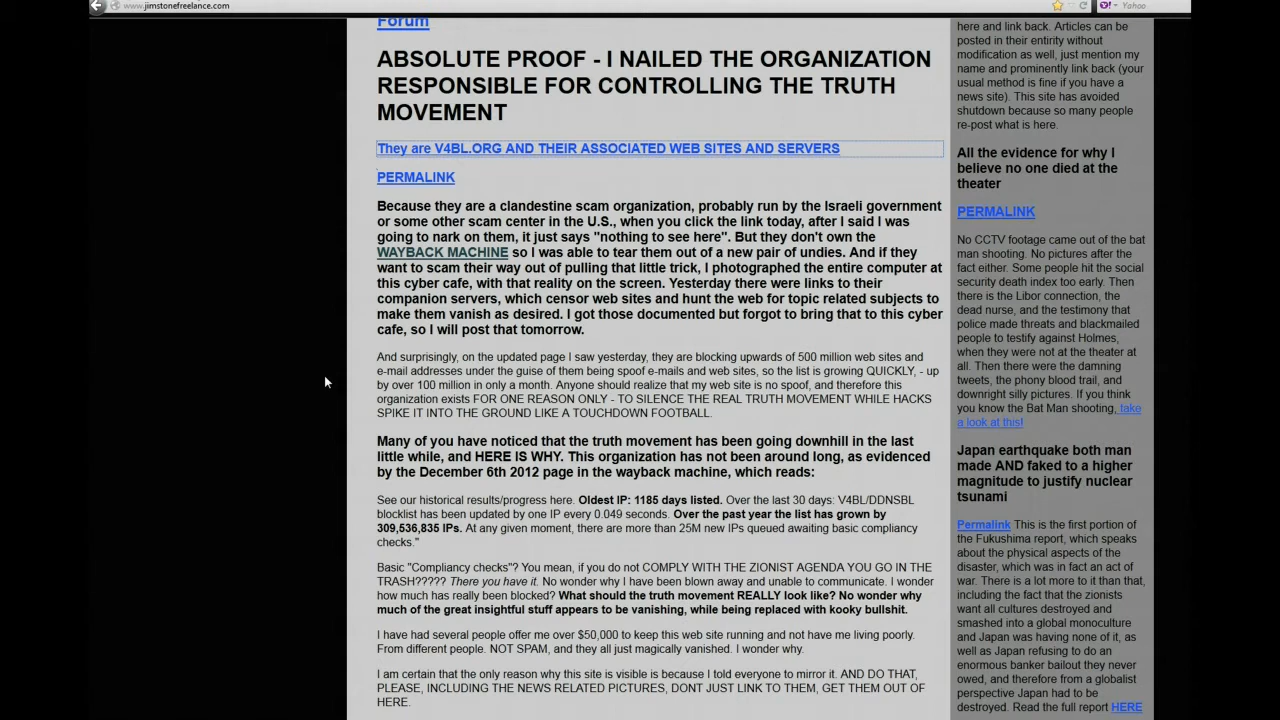 www.jimstonefreelance.com
Yahoo
Forum
ABSOLUTE PROOF - I NAILED THE ORGANIZATION
RESPONSIBLE FOR CONTROLLING THE TRUTH
MOVEMENT
They are V4BL.ORG AND THEIR ASSOCIATED WEB SITES AND SERVERS
PERMALINK
Because they are a clandestine scam organization, probably run by the Israeli government
or some other scam center in the U.S., when you click the link today, after I said I was
going to nark on them, it just says "nothing to see here". But they don't own the
WAYBACK MACHINE so I was able to tear them out of a new pair of undies. And if they
want to scam their way out of pulling that little trick, I photographed the entire computer at
this cyber cafe, with that reality on the screen. Yesterday there were links to their
companion servers, which censor web sites and hunt the web for topic related subjects to
make them vanish as desired. I got those documented but forgot to bring that to this cyber
cafe, so I will post that tomorrow.
And surprisingly, on the updated page I saw yesterday, they are blocking upwards of 500 million web sites and
e-mail addresses under the guise of them being spoof e-mails and web sites, so the list is growing QUICKLY, - up
by over 100 million in only a month. Anyone should realize that my web site is no spoof, and therefore this
organization exists FOR ONE REASON ONLY - TO SILENCE THE REAL TRUTH MOVEMENT WHILE HACKS
SPIKE IT INTO THE GROUND LIKE A TOUCHDOWN FOOTBALL.
Many of you have noticed that the truth movement has been going downhill in the last
little while, and HERE IS WHY. This organization has not been around long, as evidenced
by the December 6th 2012 page in the wayback machine, which reads:
See our historical results/progress here. Oldest IP: 1185 days listed. Over the last 30 days: V4BL/DDNSBL
blocklist has been updated by one IP every 0.049 seconds. Over the past year the list has grown by
309,536,835 IPs. At any given moment, there are more than 25M new IPs queued awaiting basic compliancy
checks."
Basic "Compliancy checks"? You mean, if you do not COMPLY WITH THE ZIONIST AGENDA YOU GO IN THE
TRASH????? There you have it. No wonder why I have been blown away and unable to communicate. I wonder
how much has really been blocked? What should the truth movement REALLY look like? No wonder why
much of the great insightful stuff appears to be vanishing, while being replaced with kooky bullshit.
I have had several people offer me over $50,000 to keep this web site running and not have me living poorly.
From different people. NOT SPAM, and they all just magically vanished. I wonder why.
I am certain that the only reason why this site is visible is because I told everyone to mirror it. AND DO THAT,
PLEASE, INCLUDING THE NEWS RELATED PICTURES, DONT JUST LINK TO THEM, GET THEM OUT OF
HERE.
here and link back. Articles can be
posted in their entirity without
modification as well, just mention my
name and prominently link back (your
usual method is fine if you have a
news site). This site has avoided
shutdown because so many people
re-post what is here.
All the evidence for why I
believe no one died at the
theater
PERMALINK
No CCTV footage came out of the bat
man shooting. No pictures after the
fact either. Some people hit the social
security death index too early. Then
there is the Libor connection, the
dead nurse, and the testimony that
police made threats and blackmailed
people to testify against Holmes,
when they were not at the theater at
all. Then there were the damning
tweets, the phony blood trail, and
downright silly pictures. If you think
you know the Bat Man shooting, take
a look at this!
Japan earthquake both man
made AND faked to a higher
magnitude to justify nuclear
tsunami
Permalink This is the first portion of
the Fukushima report, which speaks
about the physical aspects of the
disaster, which was in fact an act of
war. There is a lot more to it than that,
including the fact that the zionists
want all cultures destroyed and
smashed into a global monoculture
and Japan was having none of it, as
well as Japan refusing to do an
enormous banker bailout they never
owed, and therefore from a globalist
perspective Japan had to be
destroyed. Read the full report HERE